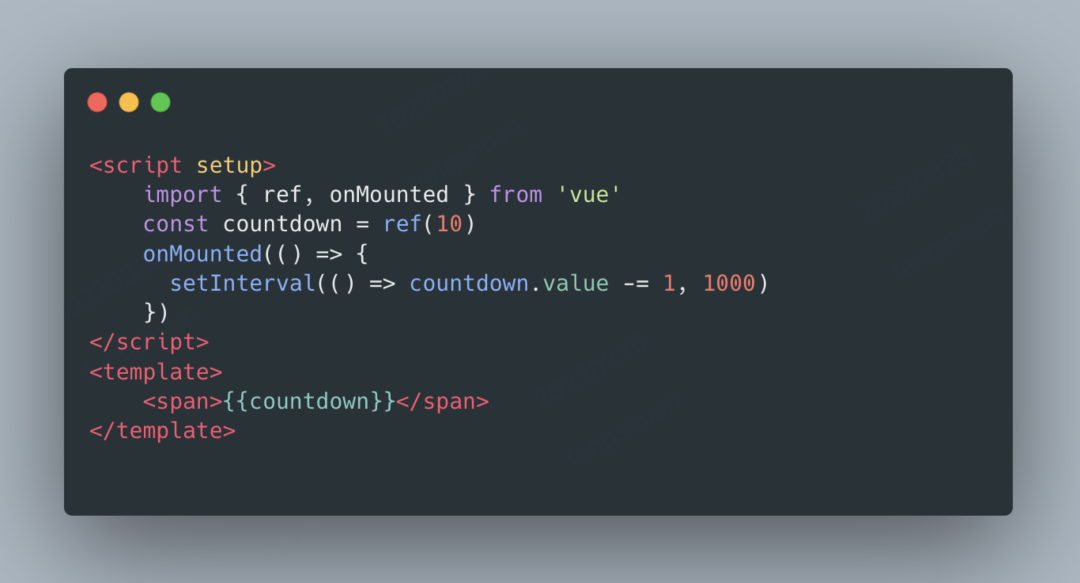 <script setup>
    import { ref, onMounted } from 'vue'
    const countdown = ref(10)
    onMounted(() => {
      setInterval(() => countdown.value -= 1, 1000)
    })
</script>
<template>
    <span>{{countdown}}</span>
</template>